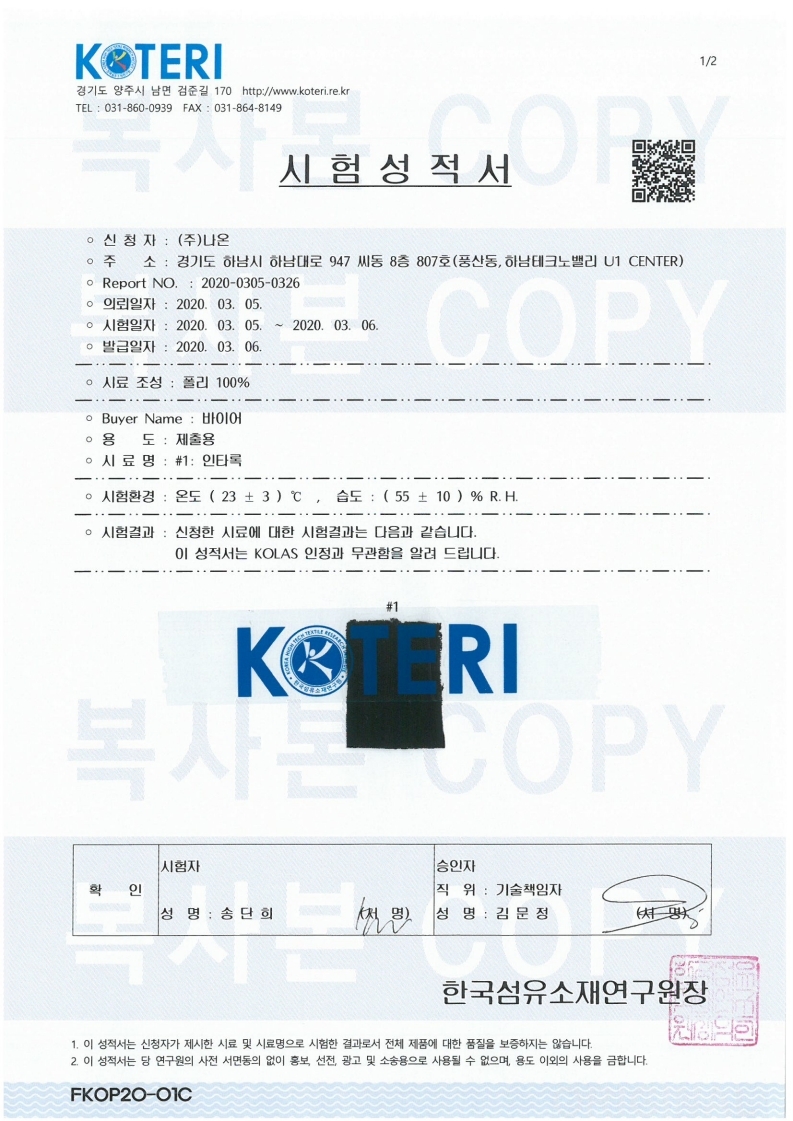 KOTERI
1/2
경기도 양주시 남면 검준길 170 http://www.koteri.re.kr
TEL : 031-860-0939 FAX : 031-864-8149
복사본 COPY
시험성적서
○ 신 청 자 : (주)나온
○ 주 소 : 경기도 하남시 하남대로 947 씨동 8층 807호(풍산동,하남테크노밸리 U1 CENTER)
○ Report NO. : 2020-0305-0326
○ 의뢰일자 : 2020. 03. 05.
○ 시험일자 : 2020. 03. 05. ~ 2020. 03. 06.
○ 발급일자 : 2020. 03. 06.
복사본 COPY
○ 시료 조성 : 폴리 100%
○ Buyer Name : 바이어
○ 용 도 : 제출용
○ 시 료 명 : #1: 인타록
○ 시험환경 : 온도 ( 23 ± 3 ) ℃ , 습도 : ( 55 ± 10 ) % R.H.
○ 시험결과 : 신청한 시료에 대한 시험결과는 다음과 같습니다.
이 성적서는 KOLAS 인정과 무관함을 알려 드립니다.
#1
KOTERI
KOREA HIGH TECH TEXTILE RESEARCH INSTITUTE
한국섬유소재연구원
복사본 COPY
확 인
시험자
성 명 : 송단희 (서 명)
승인자
직 위 : 기술책임자
성 명 : 김문정 (서 명)
복사본 COPY
한국섬유소재연구원장
1. 이 성적서는 신청자가 제시한 시료 및 시료명으로 시험한 결과로서 전체 제품에 대한 품질을 보증하지는 않습니다.
2. 이 성적서는 당 연구원의 사전 서면동의 없이 홍보, 선전, 광고 및 소송용으로 사용될 수 없으며, 용도 이외의 사용을 금합니다.
FKOP20-01C